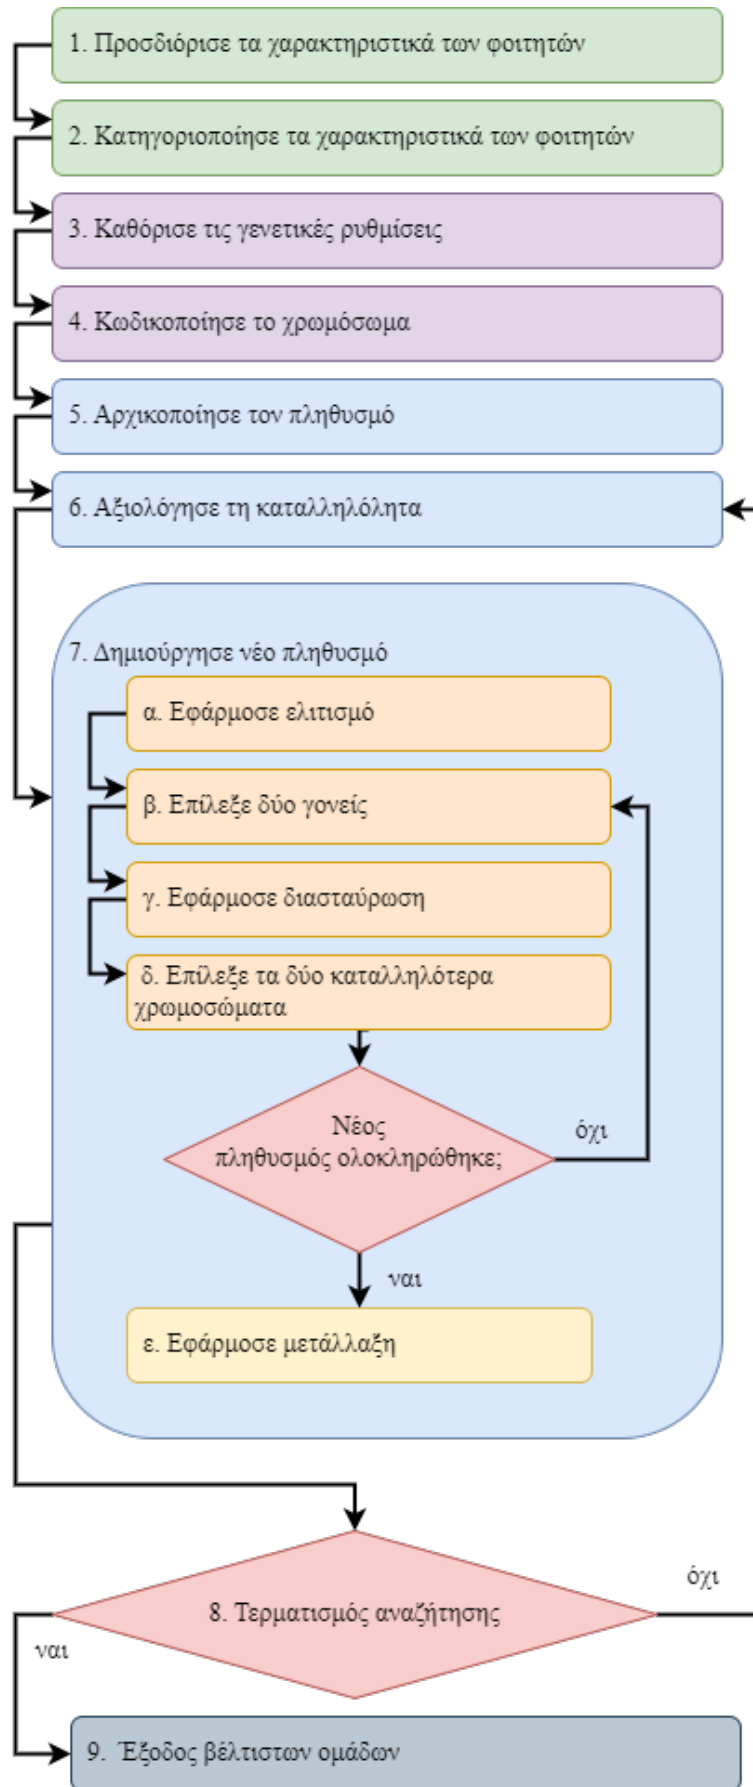 1. Προσδιόρισε τα χαρακτηριστικά των φοιτητών
2. Κατηγοριοποίησε τα χαρακτηριστικά των φοιτητών
3. Καθόρισε τις γενετικές ρυθμίσεις
4. Κωδικοποίησε το χρωμόσωμα
5. Αρχικοποίησε τον πληθυσμό
6. Αξιολόγησε τη καταλληλόλητα
7. Δημιούργησε νέο πληθυσμό
α. Εφάρμοσε ελιτισμό
β. Επίλεξε δύο γονείς
γ. Εφάρμοσε διασταύρωση
δ. Επίλεξε τα δύο καταλληλότερα
χρωμοσώματα
Νέος
πληθυσμός ολοκληρώθηκε;
όχι
ναι
ε. Εφάρμοσε μετάλλαξη
8. Τερματισμός αναζήτησης
όχι
ναι
9. Έξοδος βέλτιστων ομάδων